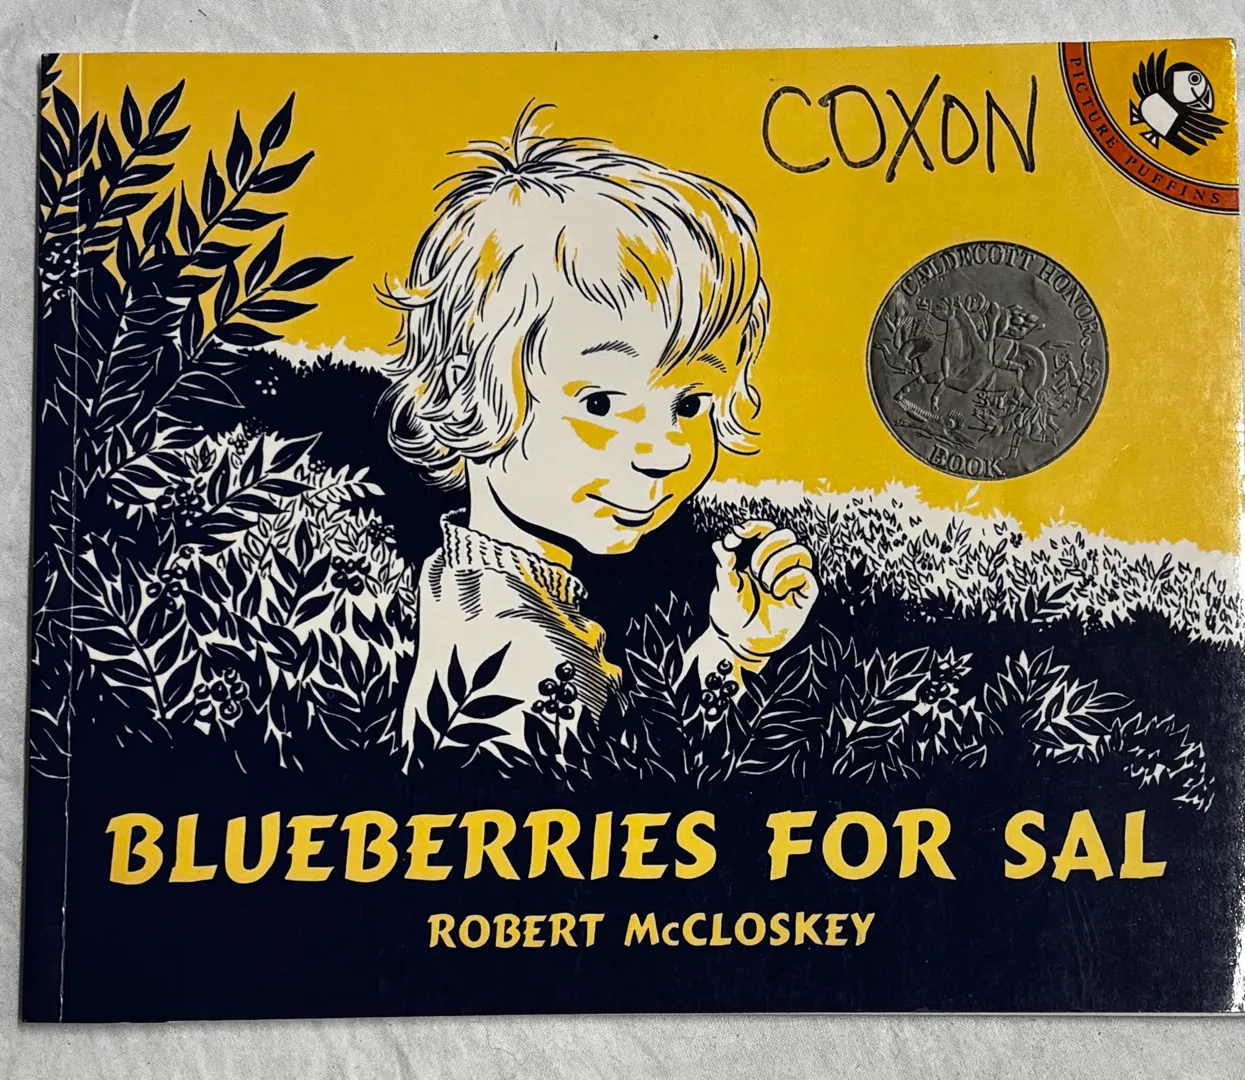 COXON
PICTURE PUFFINS
CALDECOTT HONOR
BOOK
BLUEBERRIES FOR SAL
ROBERT McCLOSKEY